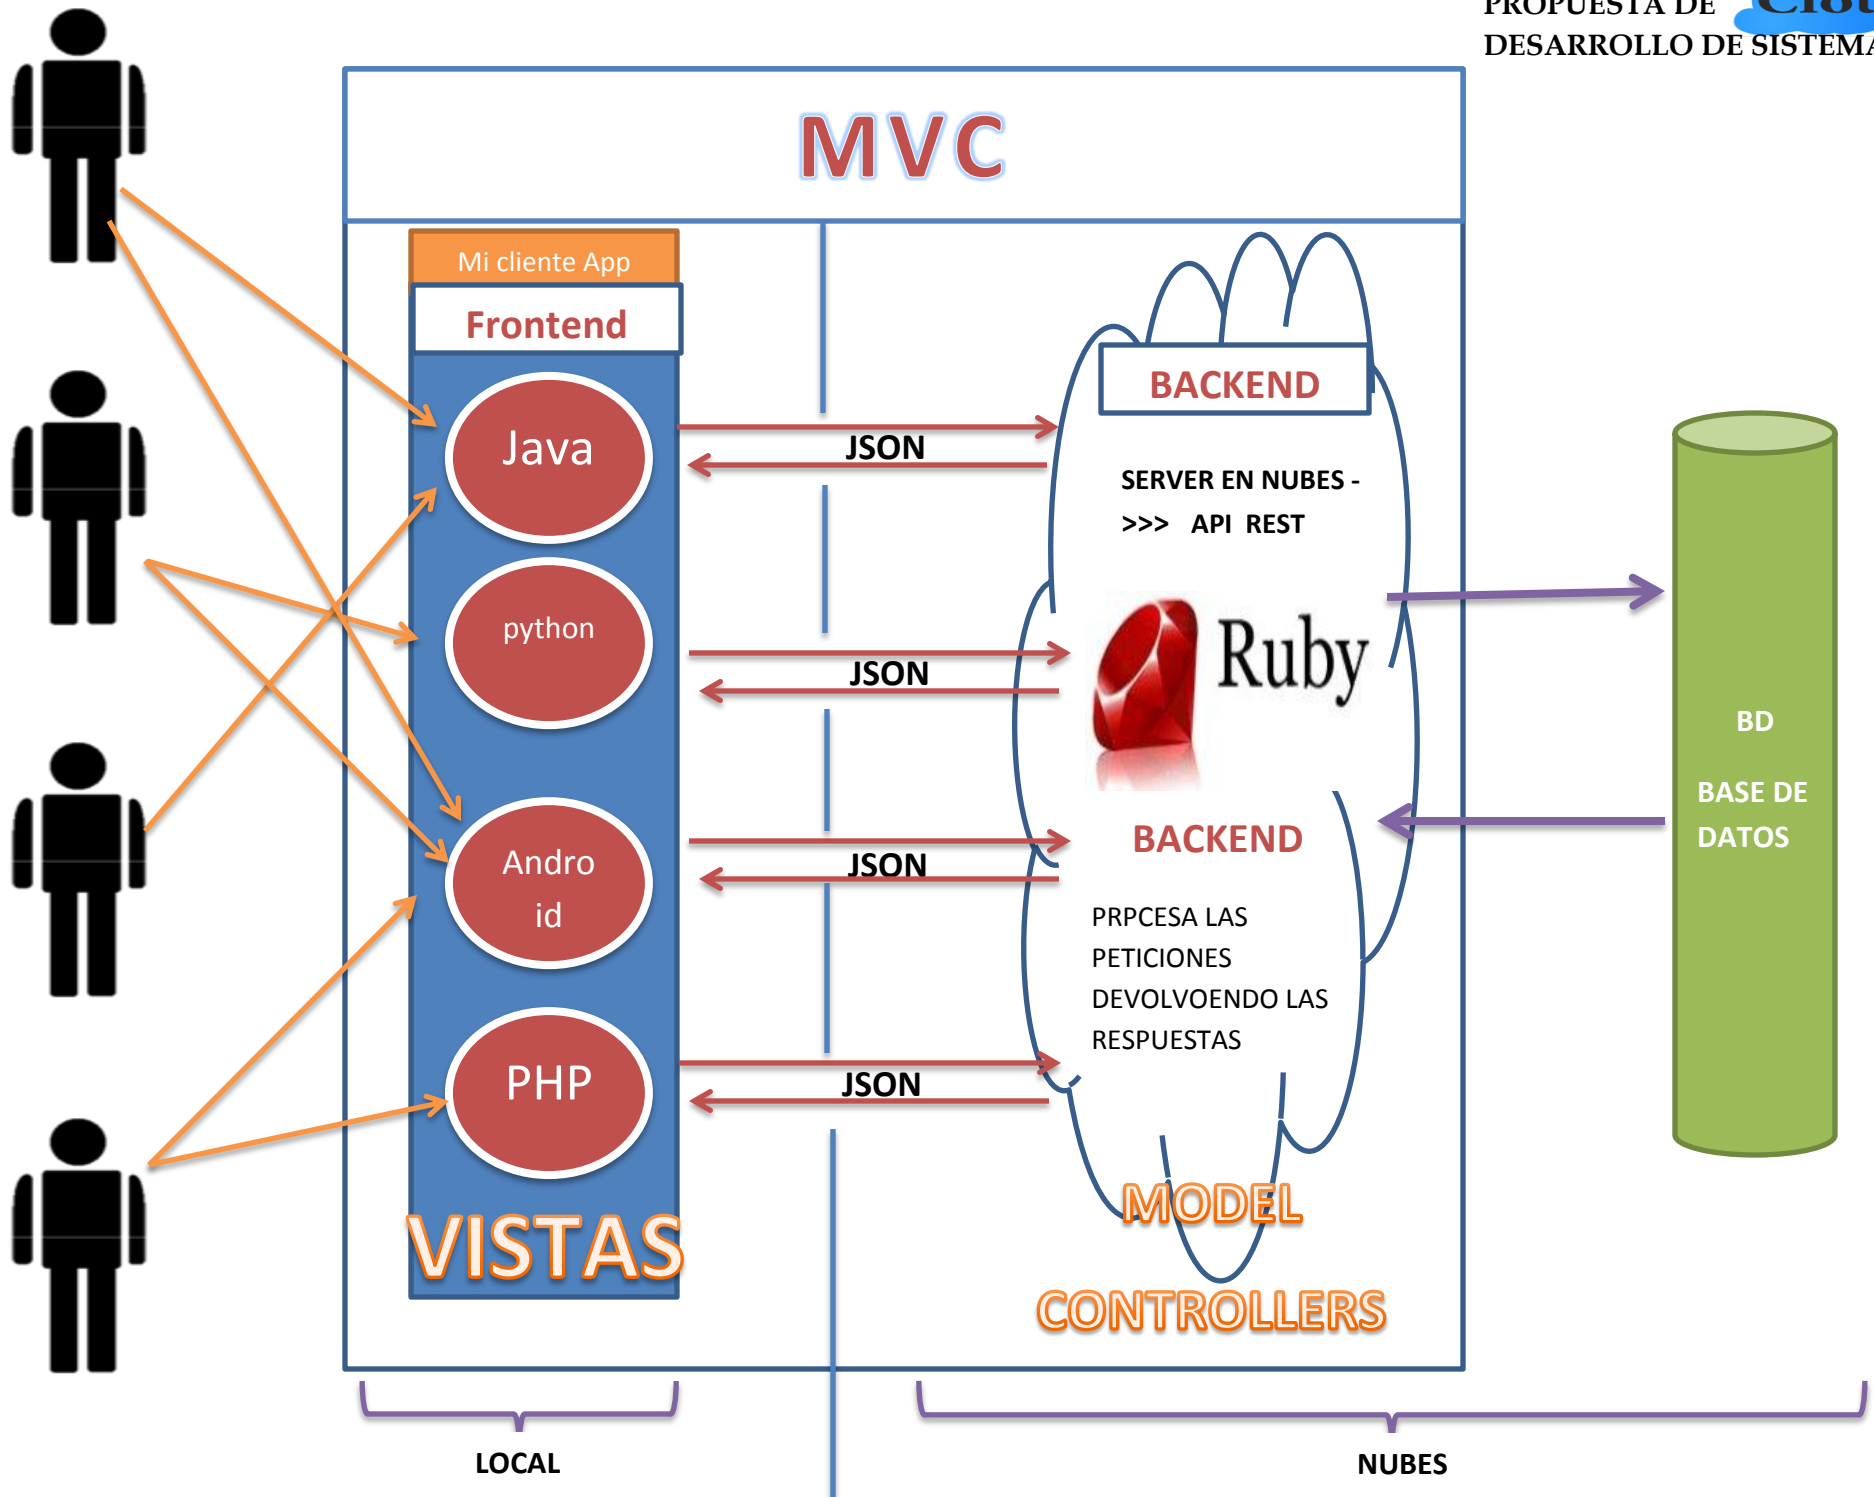 PROPUESTA DE
DESARROLLO DE SISTEMA
MVC
Mi cliente App
Frontend
Java
python
Andro
id
PHP
VISTAS
JSON
JSON
JSON
JSON
BACKEND
SERVER EN NUBES -
>>> API REST
Ruby
BACKEND
PRPCESA LAS
PETICIONES
DEVOLVOENDO LAS
RESPUESTAS
MODEL
CONTROLLERS
BD
BASE DE
DATOS
LOCAL
NUBES